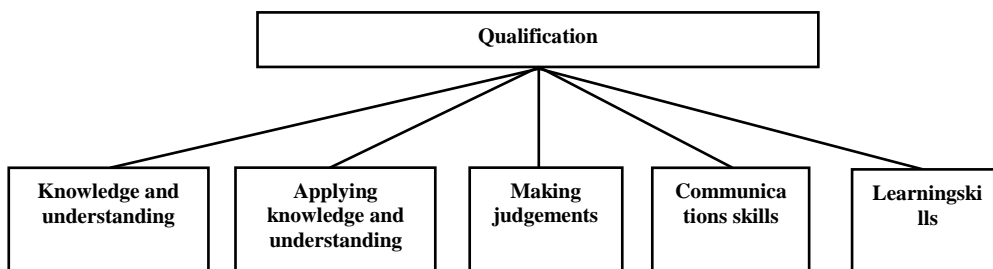 Qualification
Knowledge and
understanding
Applying
knowledge and
understanding
Making
judgements
Communica
tions skills
Learningski
lls